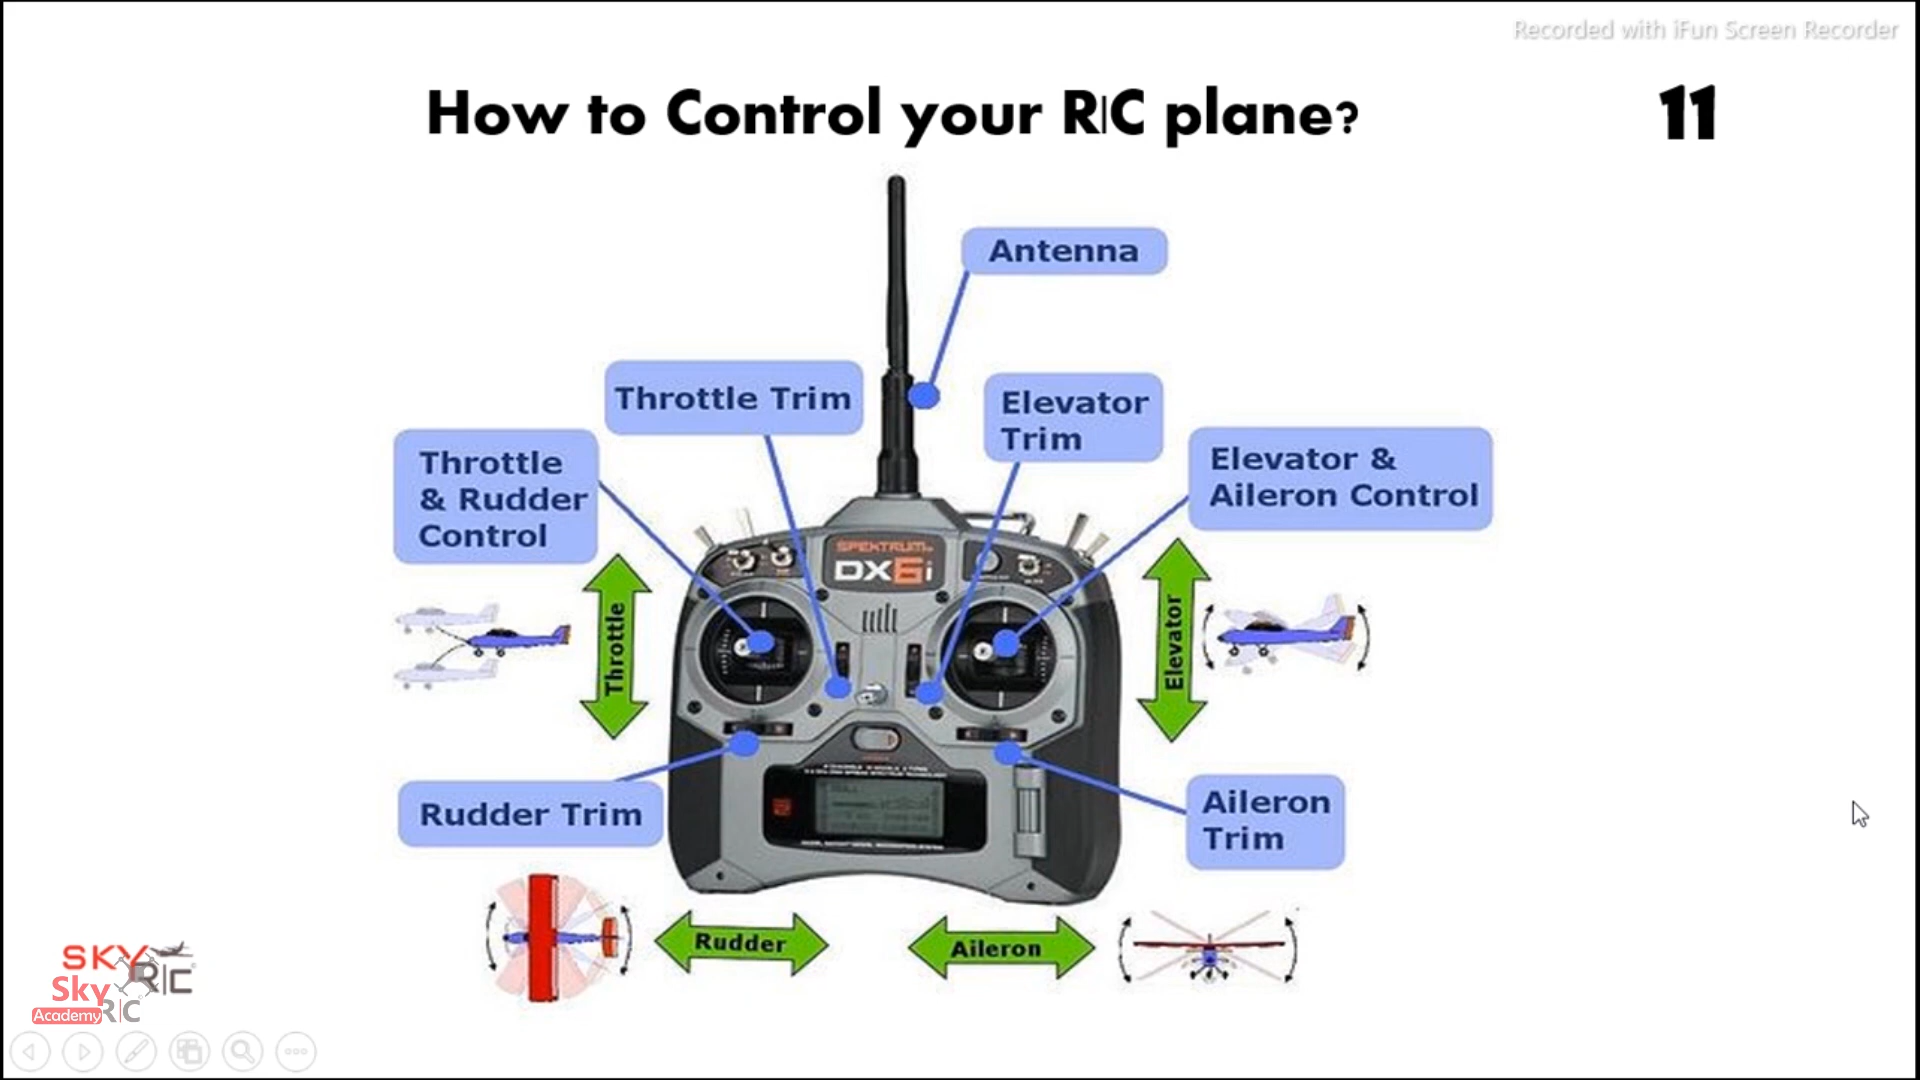 Recorded with iFun Screen Recorder
How to Control your R|C plane?
11
Antenna
Throttle Trim
Elevator
Trim
Throttle
& Rudder
Control
Elevator &
Aileron Control
SPEKTRUM
DX6i
Throttle
Elevator
Rudder Trim
Aileron
Trim
Rudder
Aileron
SKY
R|C
Sky
Academy
R|C